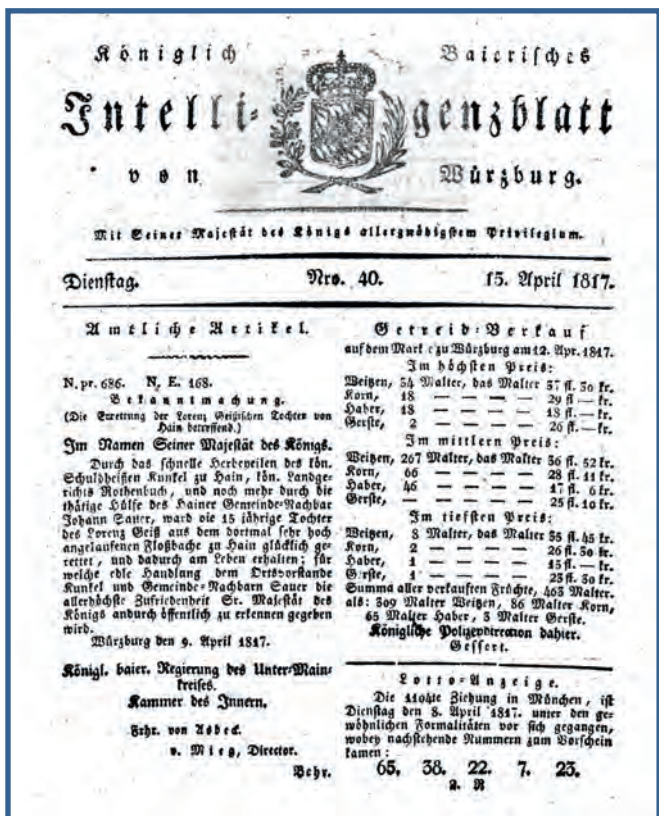 Königlich Baierisches
Intelli- genzblatt
von Würzburg.
Mit Seiner Majestät des Königs allergnädigstem Privilegium.
Dienstag. Nro. 40. 15. April 1817.
Amtliche Artikel.
N. pr. 686. N. E. 168.
Bekanntmachung.
(Die Errettung der Lorenz Geißischen Tochter von
Hain betreffend.)
Im Namen Seiner Majestät des Königs.
Durch das schnelle Herbeyeilen des kön.
Schuldheißen Kunkel zu Hain, kön. Landge-
richts Rothenbuch, und noch mehr durch die
thätige Hülfe des Hainer Gemeinde-Nachbar
Johann Sauer, ward die 15 jährige Tochter
des Lorenz Geiß aus dem dortmal sehr hoch
angelaufenen Floßbache zu Hain glücklich ge-
rettet, und dadurch am Leben erhalten; für
welche edle Handlung dem Ortsvorstande
Kunkel und Gemeinde-Nachbarn Sauer die
allerhöchste Zufriedenheit Sr. Majestät des
Königs andurch öffentlich zu erkennen gegeben
wird.
Würzburg den 9. April 1817.
Königl. baier. Regierung des Unter-Main-
kreises.
Kammer des Innern.
Frhr. von Asbeck.
v. Mieg, Director.
Behr.
Getreid-Verkauf
auf dem Markte zu Würzburg am 12. Apr. 1817.
Im höchsten Preis:
Weitzen, 34 Malter, das Malter 37 fl. 30 kr.
Korn, 18 — — — — 29 fl — kr.
Haber, 18 — — — — 18 fl. — kr.
Gerste, 2 — — — — 26 fl. — kr.
Im mittlern Preis:
Weitzen, 267 Malter, das Malter 36 fl. 52 kr.
Korn, 66 — — — — 28 fl. 11 kr.
Haber, 46 — — — — 17 fl. 6 kr.
Gerste, — — — — — 25 fl. 10 kr.
Im tiefsten Preis:
Weitzen, 8 Malter, das Malter 35 fl. 45 kr.
Korn, 2 — — — — 26 fl. 30 kr.
Haber, 1 — — — — 15 fl. — kr.
Gerste, 1 — — — — 23 fl. 30 kr.
Summa aller verkauften Früchte, 463 Malter.
als: 309 Malter Weitzen, 86 Malter Korn,
65 Malter Haber, 3 Malter Gerste.
Königliche Polizeydirection dahier.
Gessert.
Lotto-Anzeige.
Die 1104te Ziehung in München, ist
Dienstag den 8. April 1817. unter den ge-
wöhnlichen Formalitäten vor sich gegangen,
wobey nachstehende Nummern zum Vorschein
kamen:
65. 38. 22. 7. 23.
2. R